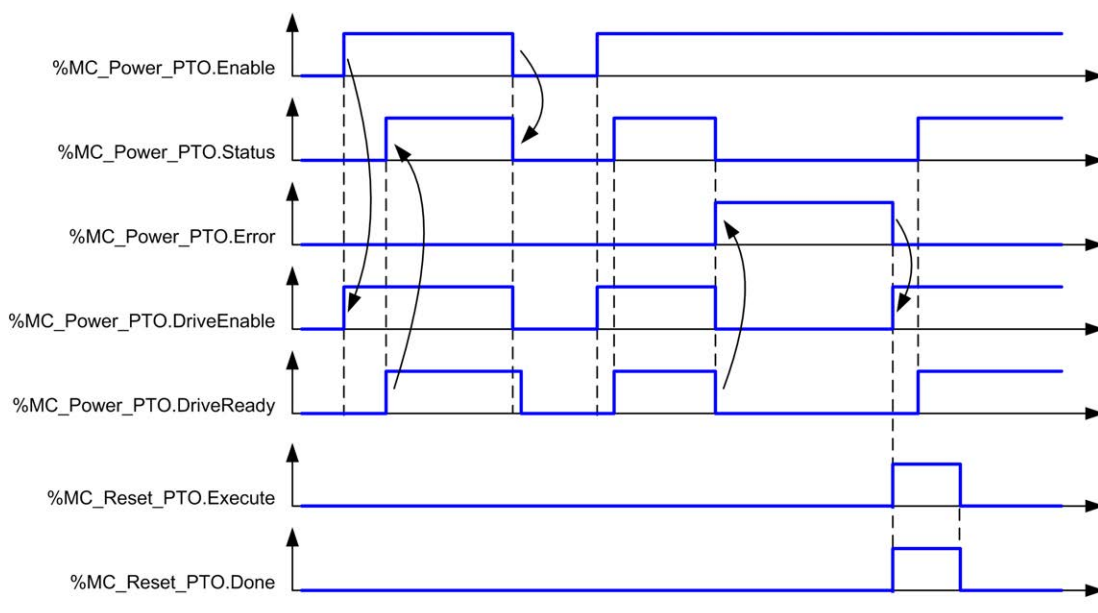 %MC_Power_PTO.Enable
%MC_Power_PTO.Status
%MC_Power_PTO.Error
%MC_Power_PTO.DriveEnable
%MC_Power_PTO.DriveReady
%MC_Reset_PTO.Execute
%MC_Reset_PTO.Done